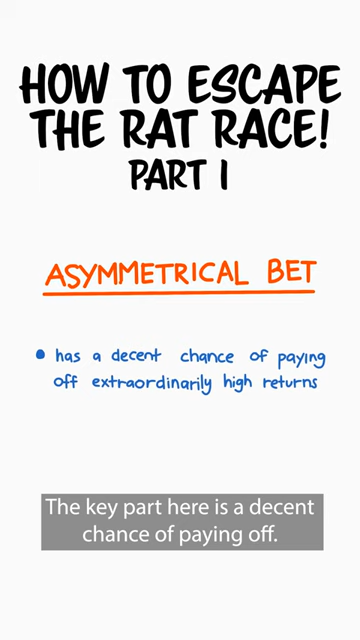 HOW TO ESCAPE
THE RAT RACE!
PART I
ASYMMETRICAL BET
• has a decent chance of paying
off extraordinarily high returns
The key part here is a decent
chance of paying off.